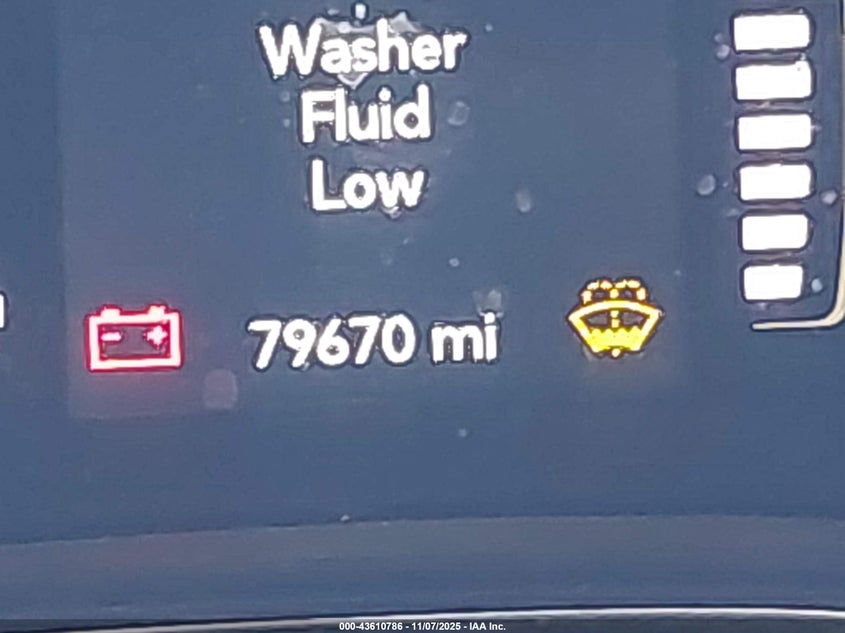 Washer
Fluid
Low
79670 mi
000-43610786 - 11/07/2025 - IAA Inc.